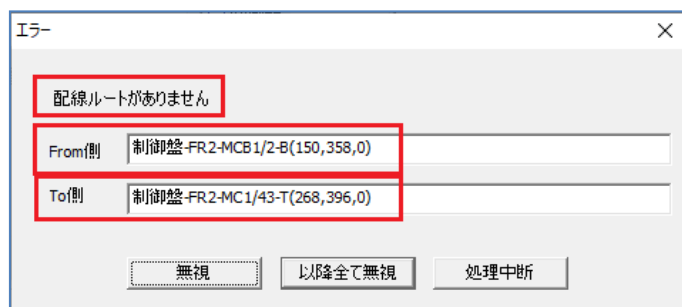 エラー
配線ルートがありません
From側 制御盤-FR2-MCB1/2-B(150,358,0)
To側 制御盤-FR2-MC1/43-T(268,396,0)
無視 以降全て無視 処理中断